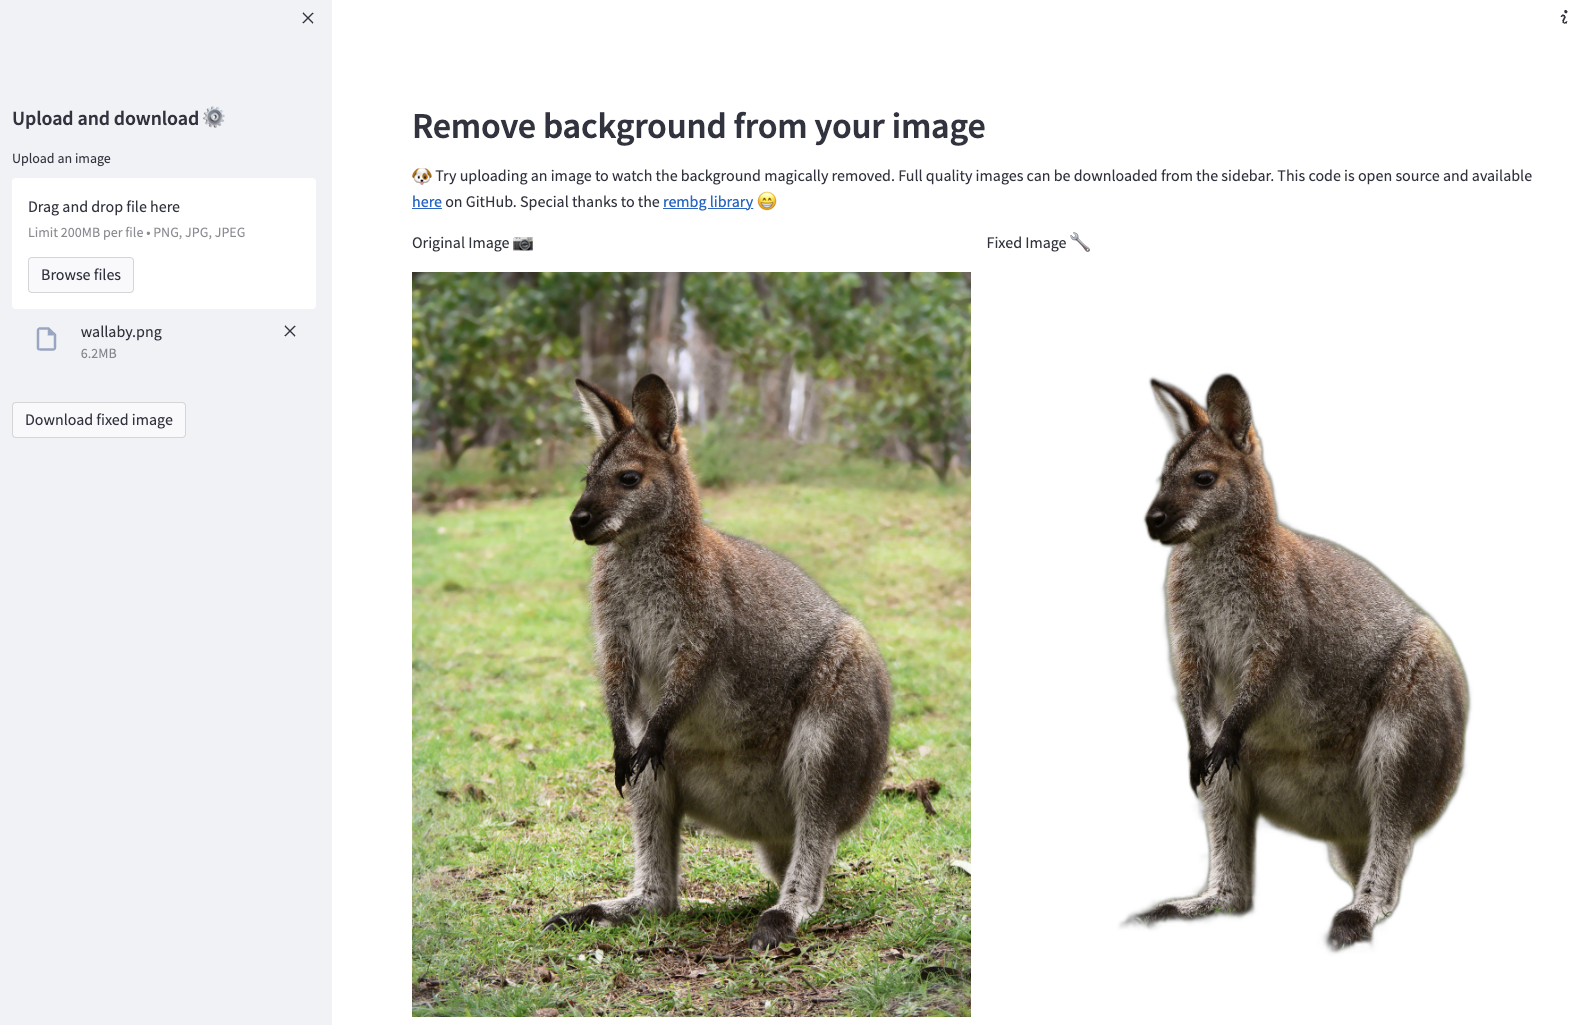 Upload and download
Upload an image
Drag and drop file here
Limit 200MB per file • PNG, JPG, JPEG
Browse files
wallaby.png
6.2MB
Download fixed image
Remove background from your image
🐶 Try uploading an image to watch the background magically removed. Full quality images can be downloaded from the sidebar. This code is open source and available
here on GitHub. Special thanks to the rembg library 😁
Original Image 📷
Fixed Image 🔧